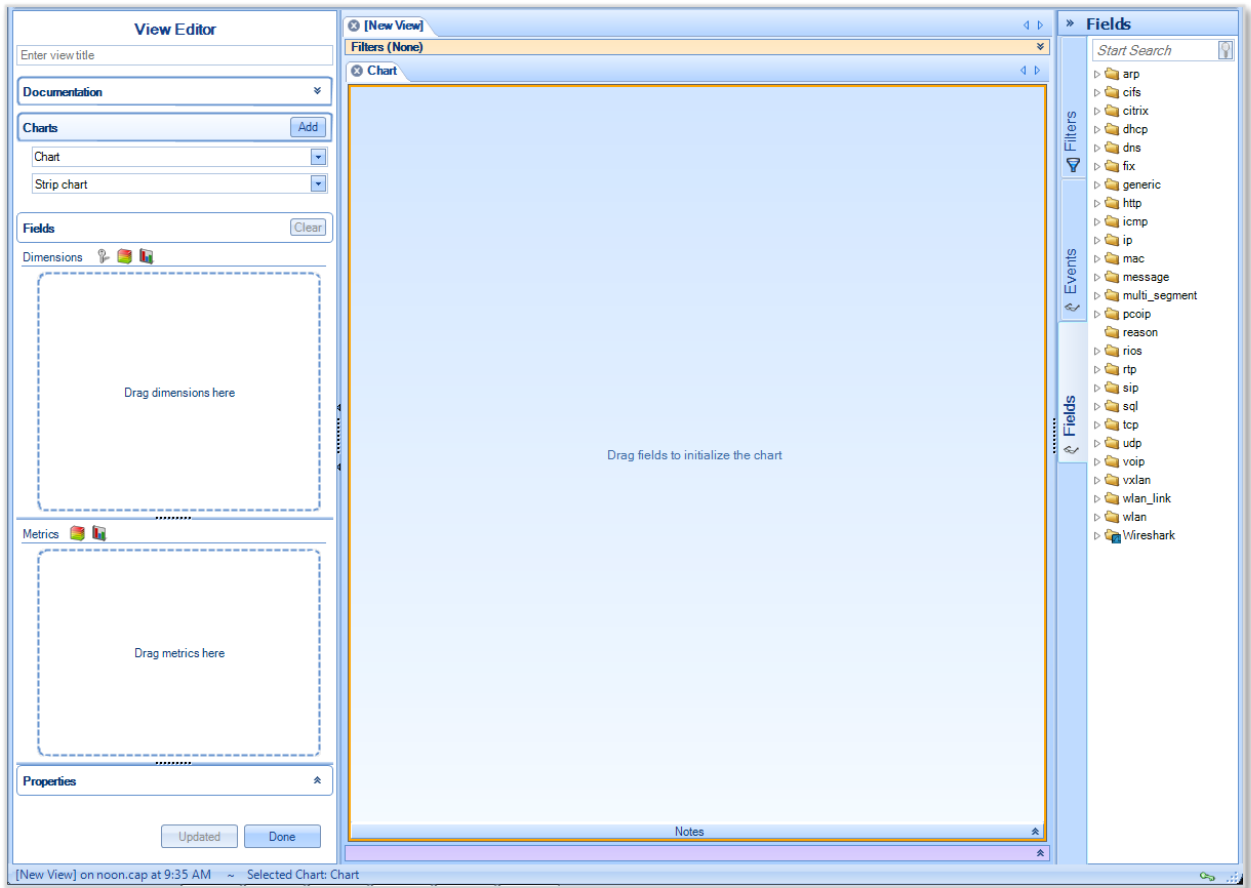 View Editor
Enter view title
Documentation
Charts
Add
Chart
Strip chart
Fields
Clear
Dimensions
Drag dimensions here
Metrics
Drag metrics here
Properties
Updated
Done
[New View]
Filters (None)
Chart
Drag fields to initialize the chart
Notes
Filters
Events
Fields
» Fields
Start Search
arp
cifs
citrix
dhcp
dns
fix
generic
http
icmp
ip
mac
message
multi_segment
pcoip
reason
rios
rtp
sip
sql
tcp
udp
voip
vxlan
wlan_link
wlan
Wireshark
[New View] on noon.cap at 9:35 AM ~ Selected Chart: Chart